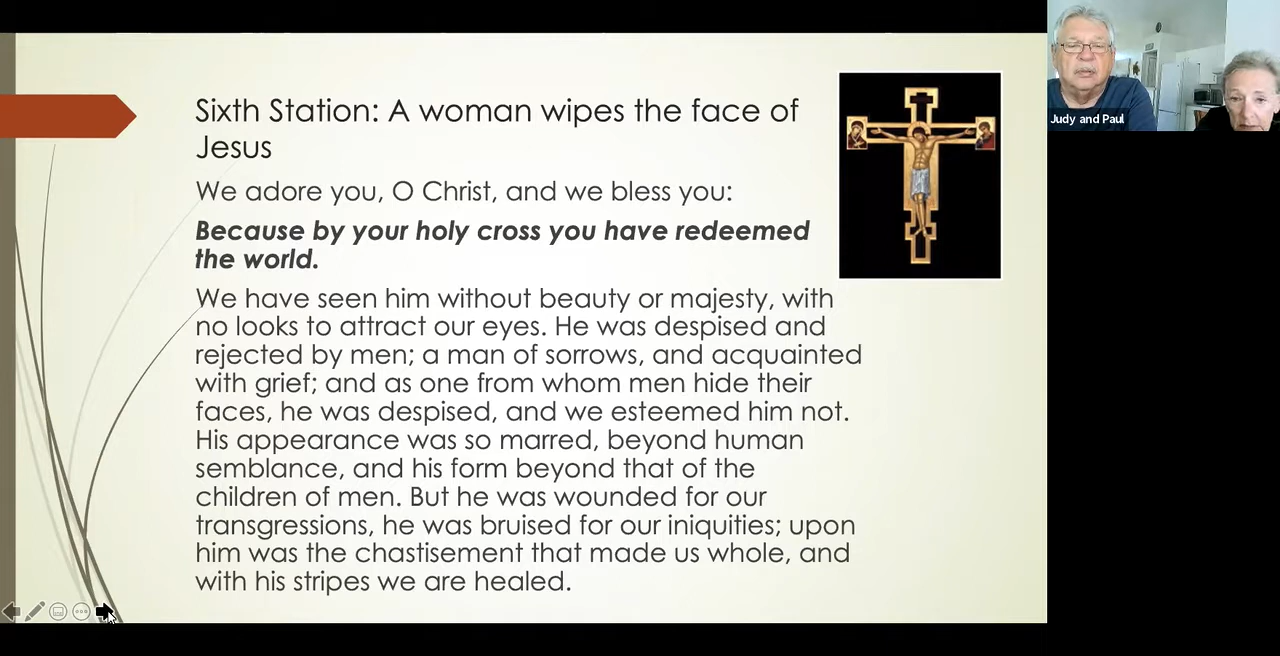 Sixth Station: A woman wipes the face of
Jesus
We adore you, O Christ, and we bless you:
Because by your holy cross you have redeemed
the world.
We have seen him without beauty or majesty, with
no looks to attract our eyes. He was despised and
rejected by men; a man of sorrows, and acquainted
with grief; and as one from whom men hide their
faces, he was despised, and we esteemed him not.
His appearance was so marred, beyond human
semblance, and his form beyond that of the
children of men. But he was wounded for our
transgressions, he was bruised for our iniquities; upon
him was the chastisement that made us whole, and
with his stripes we are healed.
Judy and Paul